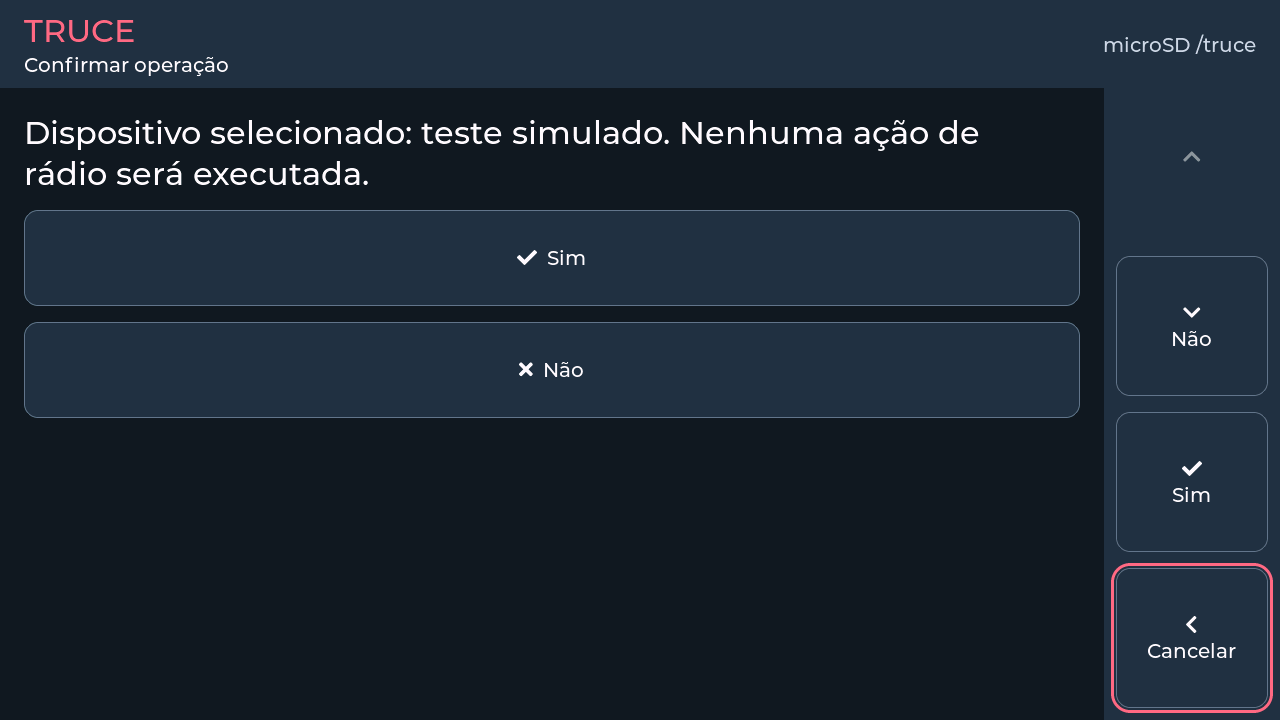 TRUCE
Confirmar operação
microSD /truce
Dispositivo selecionado: teste simulado. Nenhuma ação de
rádio será executada.
Sim
Não
Não
Sim
Cancelar